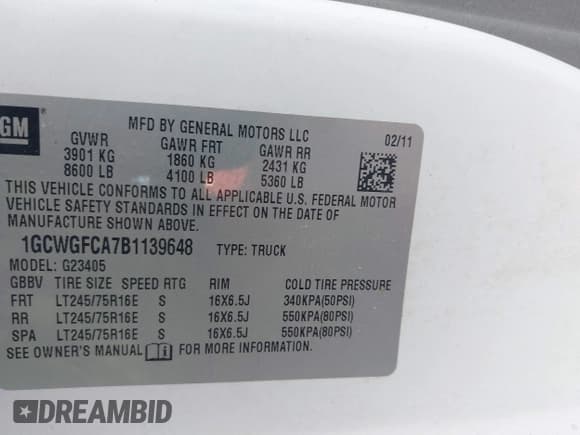 GM
®
MFD BY GENERAL MOTORS LLC 02/11
GVWR GAWR FRT GAWR RR
3901 KG 1860 KG 2431 KG
8600 LB 4100 LB 5360 LB
THIS VEHICLE CONFORMS TO ALL APPLICABLE U.S. FEDERAL MOTOR
VEHICLE SAFETY STANDARDS IN EFFECT ON THE DATE OF
MANUFACTURE SHOWN ABOVE.
1GCWGFCA7B1139648 TYPE: TRUCK
MODEL: G23405
GBBV TIRE SIZE SPEED RTG RIM COLD TIRE PRESSURE
FRT LT245/75R16E S 16X6.5J 340KPA(50PSI)
RR LT245/75R16E S 16X6.5J 550KPA(80PSI)
SPA LT245/75R16E S 16X6.5J 550KPA(80PSI)
SEE OWNER'S MANUAL FOR MORE INFORMATION.
DREAMBID